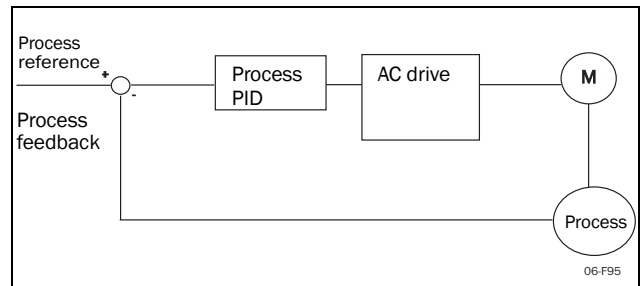 Process
reference
+
-
Process
feedback
Process
PID
AC drive
M
Process
06-F95